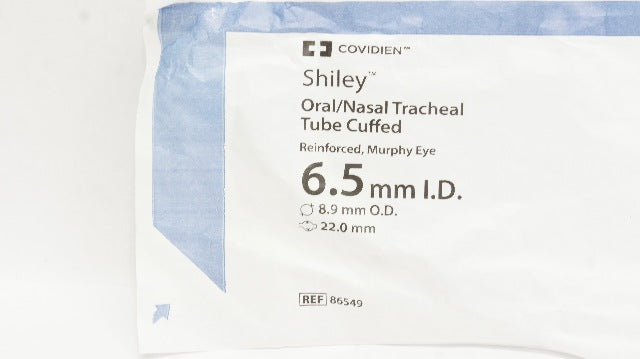 COVIDIEN™
Shiley™
Oral/Nasal Tracheal
Tube Cuffed
Reinforced, Murphy Eye
6.5 mm I.D.
8.9 mm O.D.
22.0 mm
REF 86549